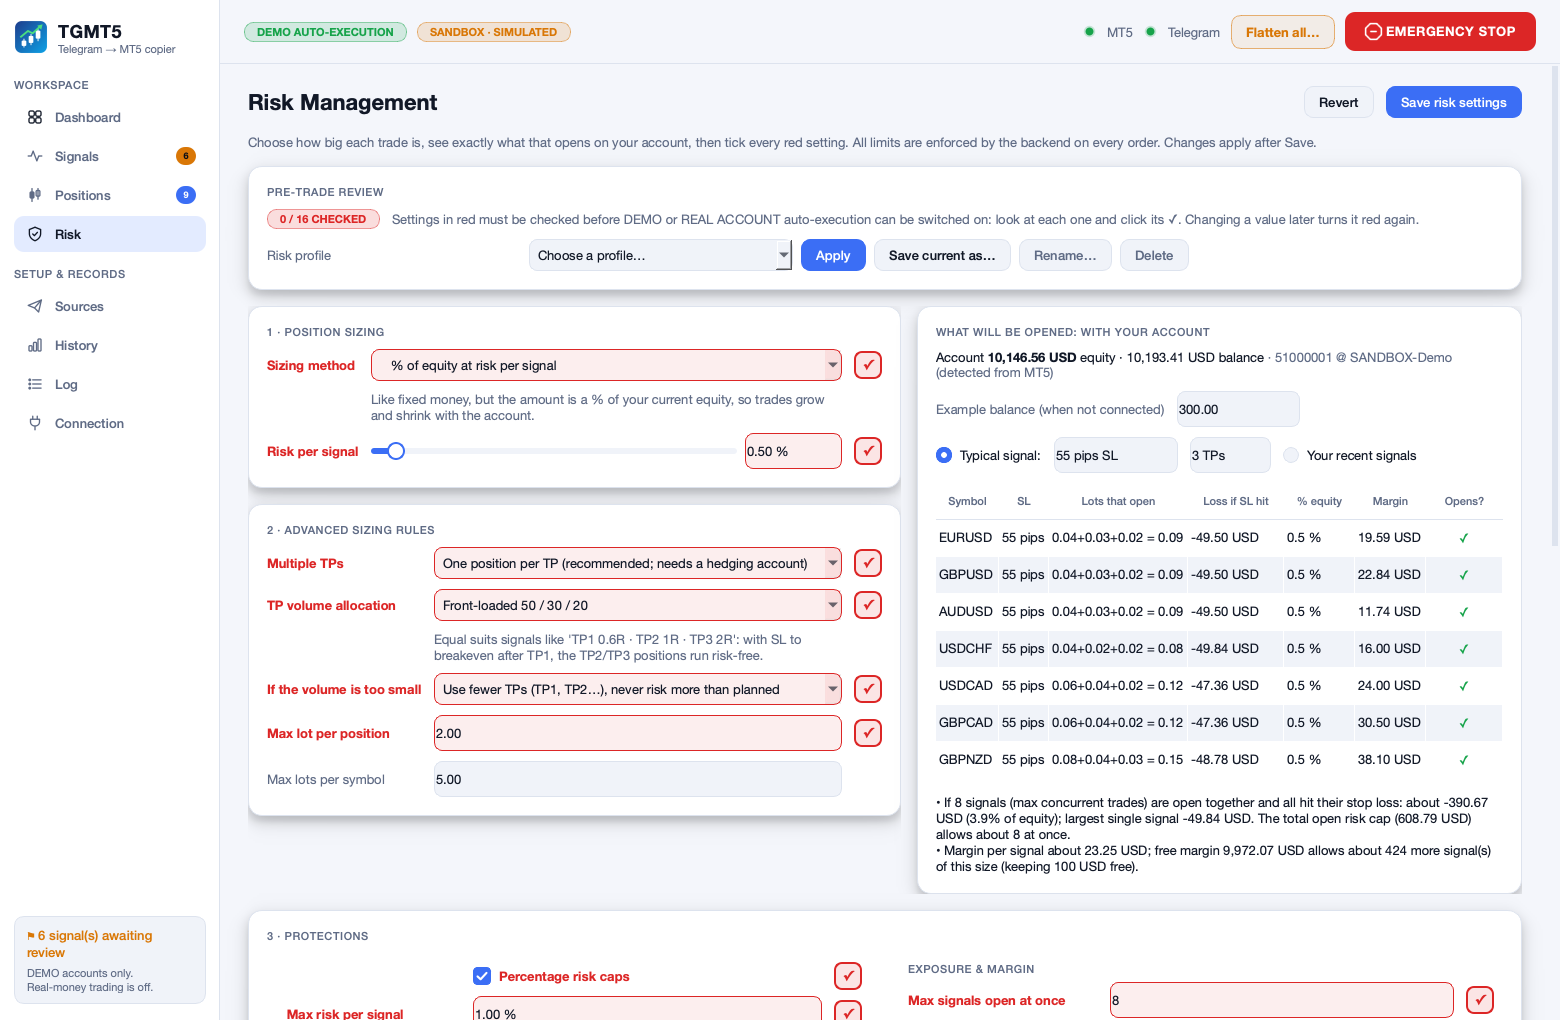 TGMT5
Telegram → MT5 copier
DEMO AUTO-EXECUTION
SANDBOX · SIMULATED
MT5
Telegram
Flatten all...
EMERGENCY STOP
WORKSPACE
Dashboard
Signals
6
Positions
9
Risk
SETUP & RECORDS
Sources
History
Log
Connection
⚑ 6 signal(s) awaiting
review
DEMO accounts only.
Real-money trading is off.
Risk Management
Revert
Save risk settings
Choose how big each trade is, see exactly what that opens on your account, then tick every red setting. All limits are enforced by the backend on every order. Changes apply after Save.
PRE-TRADE REVIEW
0 / 16 CHECKED
Settings in red must be checked before DEMO or REAL ACCOUNT auto-execution can be switched on: look at each one and click its ✓. Changing a value later turns it red again.
Risk profile
Choose a profile...
Apply
Save current as...
Rename...
Delete
1 · POSITION SIZING
Sizing method
% of equity at risk per signal
✓
Like fixed money, but the amount is a % of your current equity, so trades grow
and shrink with the account.
Risk per signal
0.50 %
✓
2 · ADVANCED SIZING RULES
Multiple TPs
One position per TP (recommended; needs a hedging account)
✓
TP volume allocation
Front-loaded 50 / 30 / 20
✓
Equal suits signals like 'TP1 0.6R · TP2 1R · TP3 2R': with SL to
breakeven after TP1, the TP2/TP3 positions run risk-free.
If the volume is too small
Use fewer TPs (TP1, TP2...), never risk more than planned
✓
Max lot per position
2.00
✓
Max lots per symbol
5.00
WHAT WILL BE OPENED: WITH YOUR ACCOUNT
Account 10,146.56 USD equity · 10,193.41 USD balance · 51000001 @ SANDBOX-Demo
(detected from MT5)
Example balance (when not connected)
300.00
Typical signal:
55 pips SL
3 TPs
Your recent signals
Symbol SL Lots that open Loss if SL hit % equity Margin Opens?
EURUSD 55 pips 0.04+0.03+0.02 = 0.09 -49.50 USD 0.5 % 19.59 USD ✓
GBPUSD 55 pips 0.04+0.03+0.02 = 0.09 -49.50 USD 0.5 % 22.84 USD ✓
AUDUSD 55 pips 0.04+0.03+0.02 = 0.09 -49.50 USD 0.5 % 11.74 USD ✓
USDCHF 55 pips 0.04+0.02+0.02 = 0.08 -49.84 USD 0.5 % 16.00 USD ✓
USDCAD 55 pips 0.06+0.04+0.02 = 0.12 -47.36 USD 0.5 % 24.00 USD ✓
GBPCAD 55 pips 0.06+0.04+0.02 = 0.12 -47.36 USD 0.5 % 30.50 USD ✓
GBPNZD 55 pips 0.08+0.04+0.03 = 0.15 -48.78 USD 0.5 % 38.10 USD ✓
• If 8 signals (max concurrent trades) are open together and all hit their stop loss: about -390.67
USD (3.9% of equity); largest single signal -49.84 USD. The total open risk cap (608.79 USD)
allows about 8 at once.
• Margin per signal about 23.25 USD; free margin 9,972.07 USD allows about 424 more signal(s)
of this size (keeping 100 USD free).
3 · PROTECTIONS
Percentage risk caps
✓
Max risk per signal
1.00 %
✓
EXPOSURE & MARGIN
Max signals open at once
8
✓